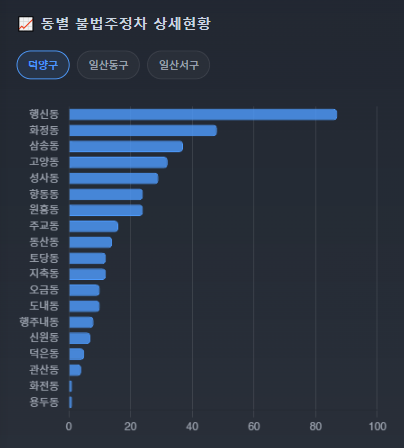 📈 동별 불법주정차 상세현황
덕양구 일산동구 일산서구
행신동
화정동
삼송동
고양동
성사동
향동동
원흥동
주교동
동산동
토당동
지축동
오금동
도내동
행주내동
신원동
덕은동
관산동
화전동
용두동
0 20 40 60 80 100